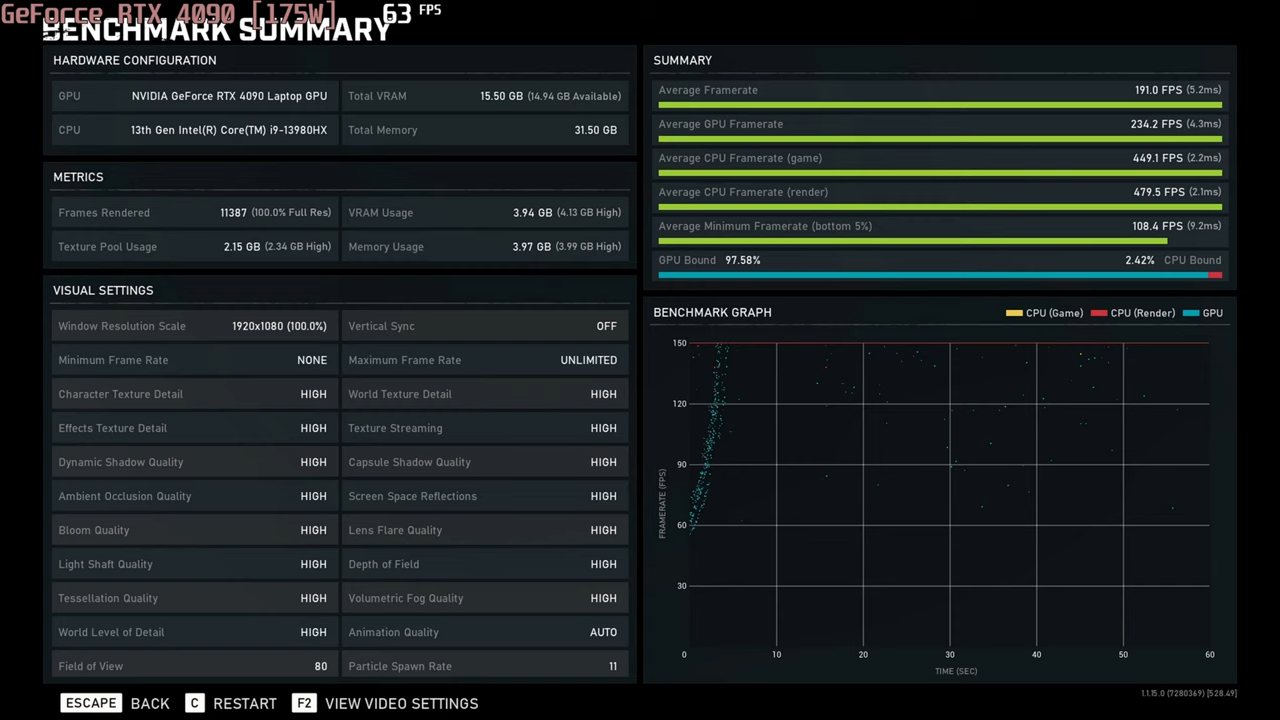 GeForce RTX 4090 [175W] 63 FPS
BENCHMARK SUMMARY
HARDWARE CONFIGURATION
GPU NVIDIA GeForce RTX 4090 Laptop GPU Total VRAM 15.50 GB (14.94 GB Available)
CPU 13th Gen Intel(R) Core(TM) i9-13980HX Total Memory 31.50 GB
METRICS
Frames Rendered 11387 (100.0% Full Res) VRAM Usage 3.94 GB (4.13 GB High)
Texture Pool Usage 2.15 GB (2.34 GB High) Memory Usage 3.97 GB (3.99 GB High)
VISUAL SETTINGS
Window Resolution Scale 1920x1080 (100.0%) Vertical Sync OFF
Minimum Frame Rate NONE Maximum Frame Rate UNLIMITED
Character Texture Detail HIGH World Texture Detail HIGH
Effects Texture Detail HIGH Texture Streaming HIGH
Dynamic Shadow Quality HIGH Capsule Shadow Quality HIGH
Ambient Occlusion Quality HIGH Screen Space Reflections HIGH
Bloom Quality HIGH Lens Flare Quality HIGH
Light Shaft Quality HIGH Depth of Field HIGH
Tessellation Quality HIGH Volumetric Fog Quality HIGH
World Level of Detail HIGH Animation Quality AUTO
Field of View 80 Particle Spawn Rate 11
SUMMARY
Average Framerate 191.0 FPS (5.2ms)
Average GPU Framerate 234.2 FPS (4.3ms)
Average CPU Framerate (game) 449.1 FPS (2.2ms)
Average CPU Framerate (render) 479.5 FPS (2.1ms)
Average Minimum Framerate (bottom 5%) 108.4 FPS (9.2ms)
GPU Bound 97.58% 2.42% CPU Bound
BENCHMARK GRAPH CPU (Game) CPU (Render) GPU
150
120
90
60
30
FRAMERATE (FPS)
0 10 20 30 40 50 60
TIME (SEC)
ESCAPE BACK C RESTART F2 VIEW VIDEO SETTINGS
1.1.15.0 (7280369) [528.49]